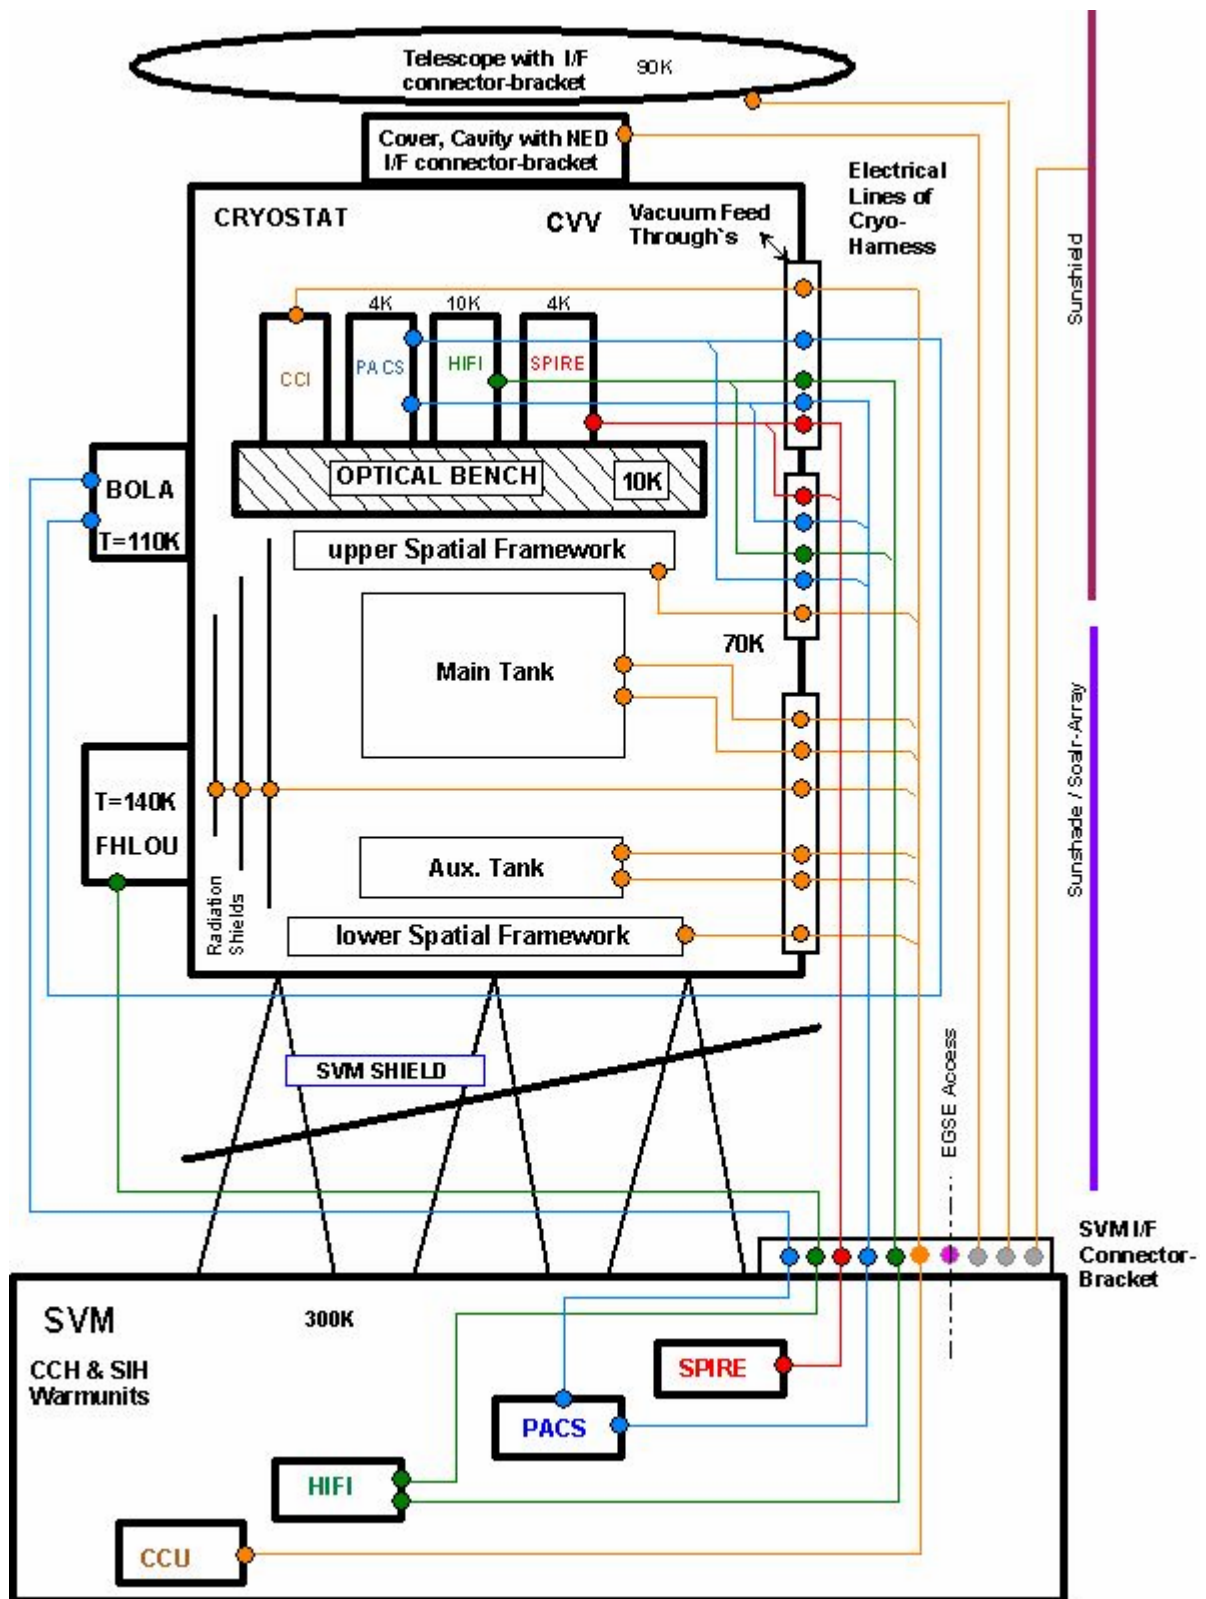 Telescope with I/F
connector-bracket
90K
Cover, Cavity with NED
I/F connector-bracket
Electrical
Lines of
Cryo-
Harness
CRYOSTAT
CVV
Vacuum Feed
Through`s
Sunshield
4K
10K
4K
CCI
PACS
HIFI
SPIRE
OPTICAL BENCH
10K
BOLA
T=110K
upper Spatial Framework
70K
Main Tank
T=140K
FHLOU
Aux. Tank
Radiation
Shields
lower Spatial Framework
Sunshade / Soalr-Array
SVM SHIELD
EGSE Access
SVM I/F
Connector-
Bracket
SVM
300K
CCH & SIH
Warmunits
SPIRE
PACS
HIFI
CCU